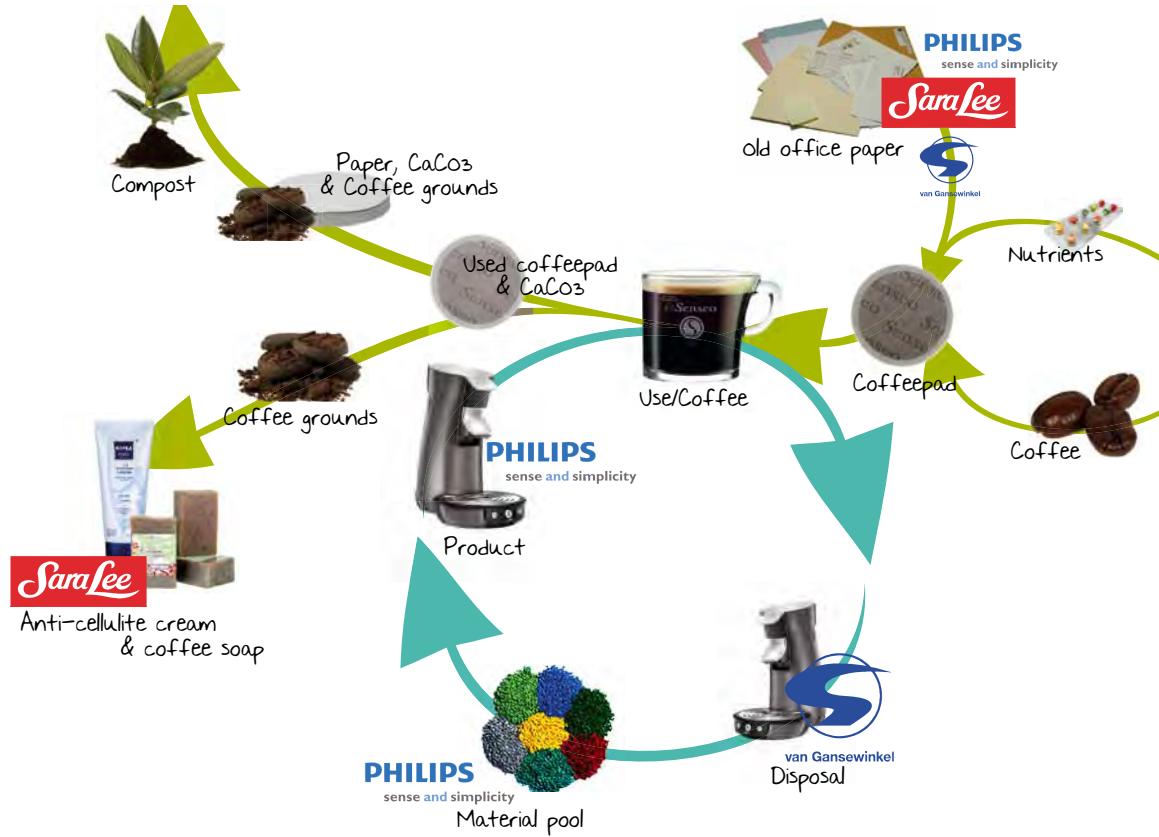 PHILIPS
sense and simplicity
Sara Lee
Old office paper
van Gansewinkel
Compost
Paper, CaCO3
& Coffee grounds
Nutrients
Used coffeepad
& CaCO3
Senseo
Coffeepad
Use/Coffee
Coffee grounds
Coffee
PHILIPS
sense and simplicity
NIVEA
Product
Sara Lee
Anti-cellulite cream
& coffee soap
van Gansewinkel
Disposal
PHILIPS
sense and simplicity
Material pool